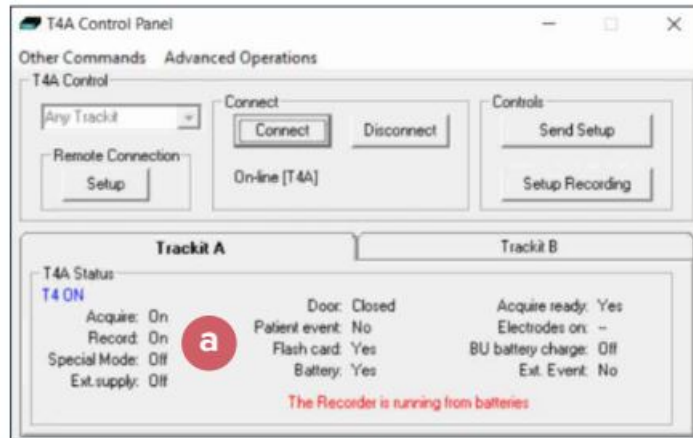 T4A Control Panel
Other Commands Advanced Operations
T4A Control
Any Trackit
Remote Connection
Setup
Connect
Connect Disconnect
On-line [T4A]
Controls
Send Setup
Setup Recording
Trackit A Trackit B
T4A Status
T4 ON
Acquire: On
Record: On
Special Mode: Off
Ext.supply: Off
a
Door: Closed
Patient event: No
Flash card: Yes
Battery: Yes
Acquire ready: Yes
Electrodes on: --
BU battery charge: Off
Ext. Event: No
The Recorder is running from batteries